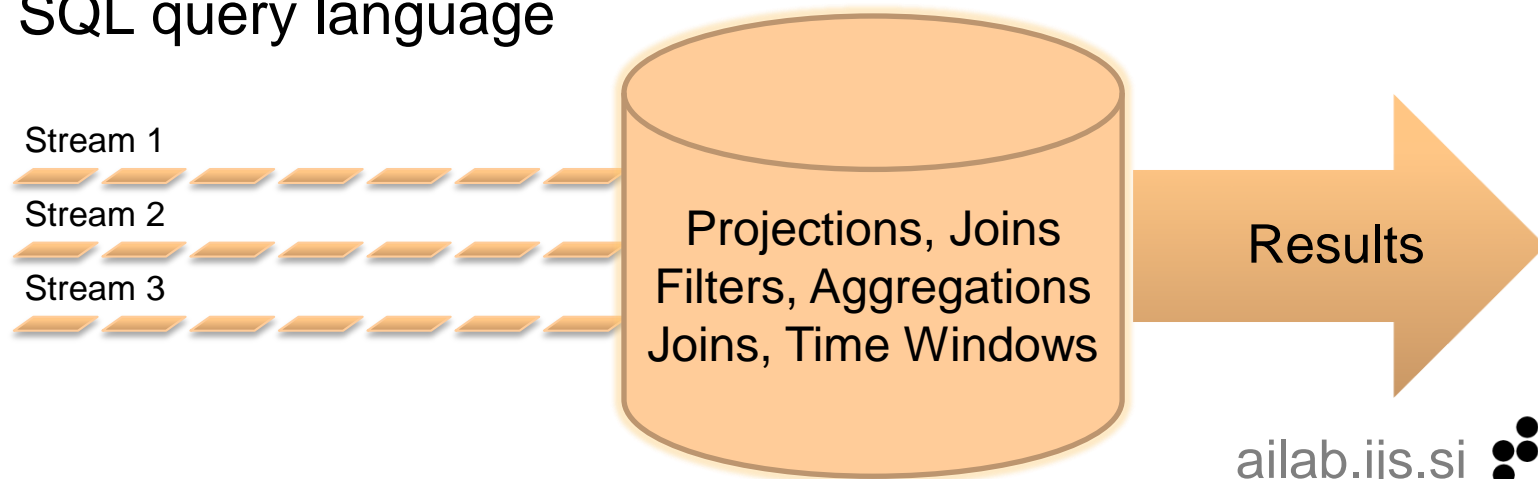 SQL query language
Stream 1
Stream 2
Stream 3
Projections, Joins
Filters, Aggregations
Joins, Time Windows
Results
ailab.ijs.si